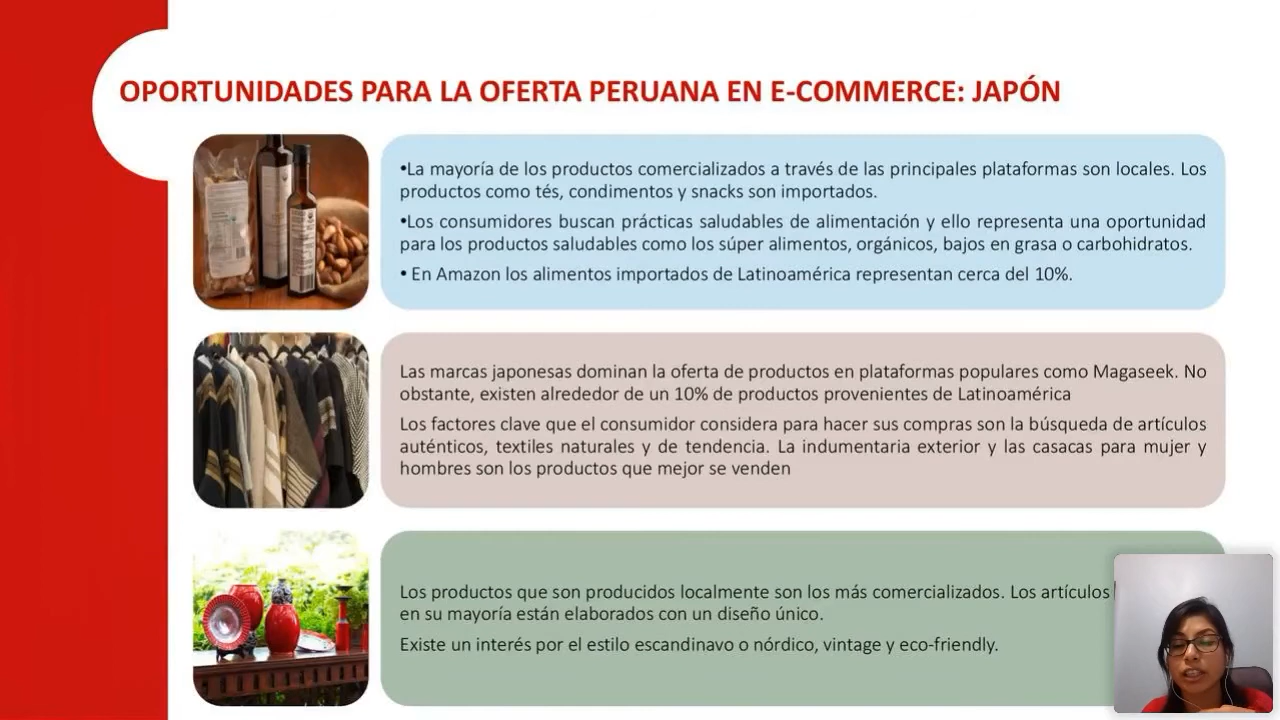 OPORTUNIDADES PARA LA OFERTA PERUANA EN E-COMMERCE: JAPÓN
•La mayoría de los productos comercializados a través de las principales plataformas son locales. Los
productos como tés, condimentos y snacks son importados.
•Los consumidores buscan prácticas saludables de alimentación y ello representa una oportunidad
para los productos saludables como los súper alimentos, orgánicos, bajos en grasa o carbohidratos.
• En Amazon los alimentos importados de Latinoamérica representan cerca del 10%.
Las marcas japonesas dominan la oferta de productos en plataformas populares como Magaseek. No
obstante, existen alrededor de un 10% de productos provenientes de Latinoamérica
Los factores clave que el consumidor considera para hacer sus compras son la búsqueda de artículos
auténticos, textiles naturales y de tendencia. La indumentaria exterior y las casacas para mujer y
hombres son los productos que mejor se venden
Los productos que son producidos localmente son los más comercializados. Los artículos
en su mayoría están elaborados con un diseño único.
Existe un interés por el estilo escandinavo o nórdico, vintage y eco-friendly.